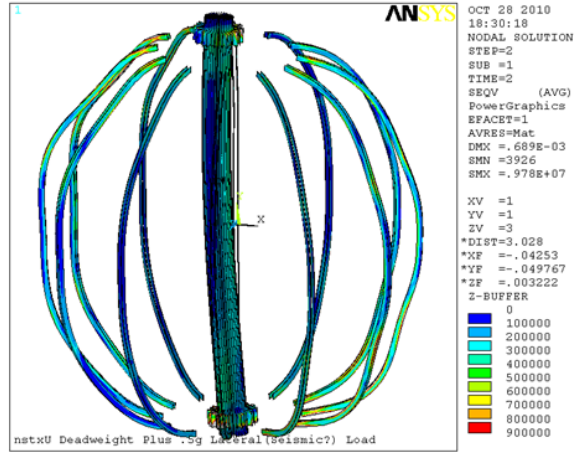 1
ANSYS
OCT 28 2010
18:30:18
NODAL SOLUTION
STEP=2
SUB =1
TIME=2
SEQV (AVG)
PowerGraphics
EFACET=1
AVRES=Mat
DMX =.689E-03
SMN =3926
SMX =.978E+07
XV =1
YV =1
ZV =3
*DIST=3.028
*XF =-.04253
*YF =-.049767
*ZF =.003222
Z-BUFFER
0
100000
200000
300000
400000
500000
600000
700000
800000
900000
X
nstxU Deadweight Plus .5g Lateral(Seismic?) Load